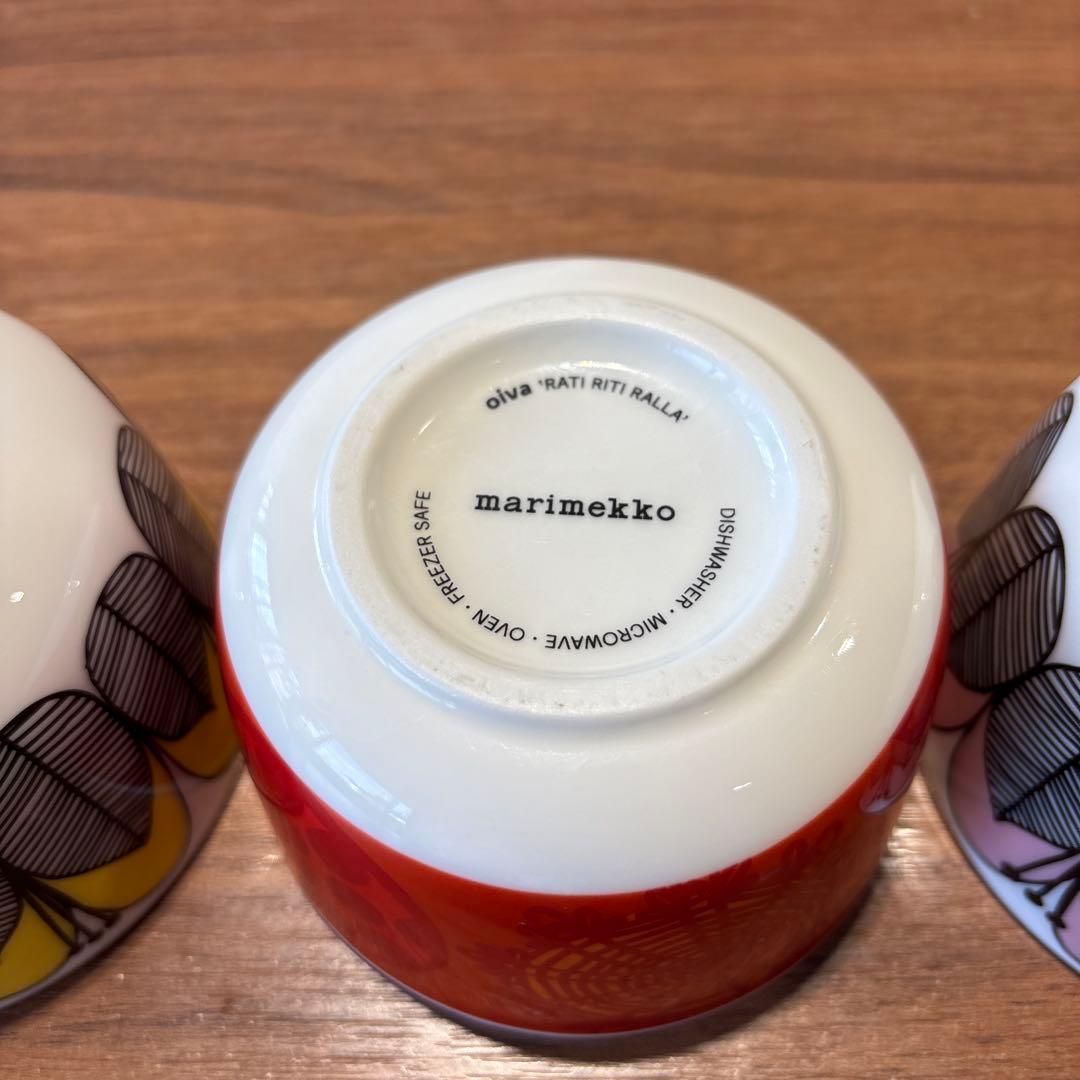 oiva 'RATI RITI RALLA'
marimekko
DISHWASHER · MICROWAVE · OVEN · FREEZER SAFE